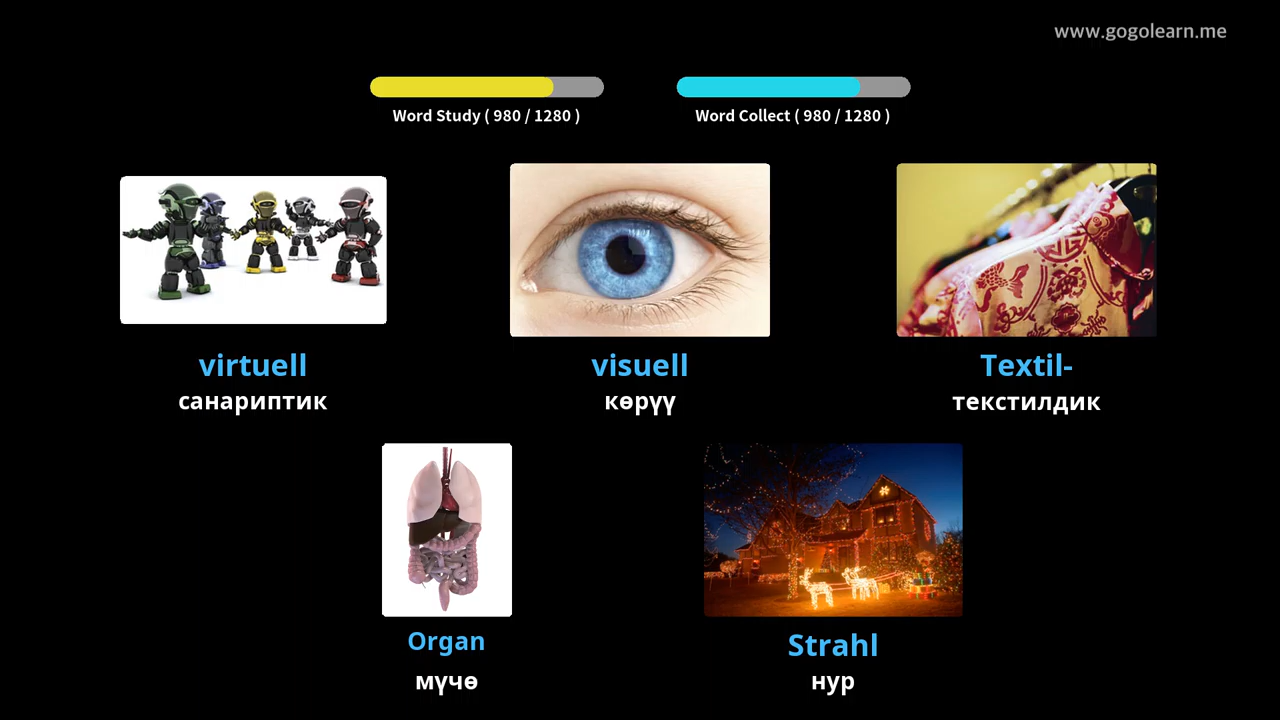 www.gogolearn.me
Word Study ( 980 / 1280 )
Word Collect ( 980 / 1280 )
virtuell
санариптик
visuell
көрүү
Textil-
текстилдик
Organ
мүчө
Strahl
нур